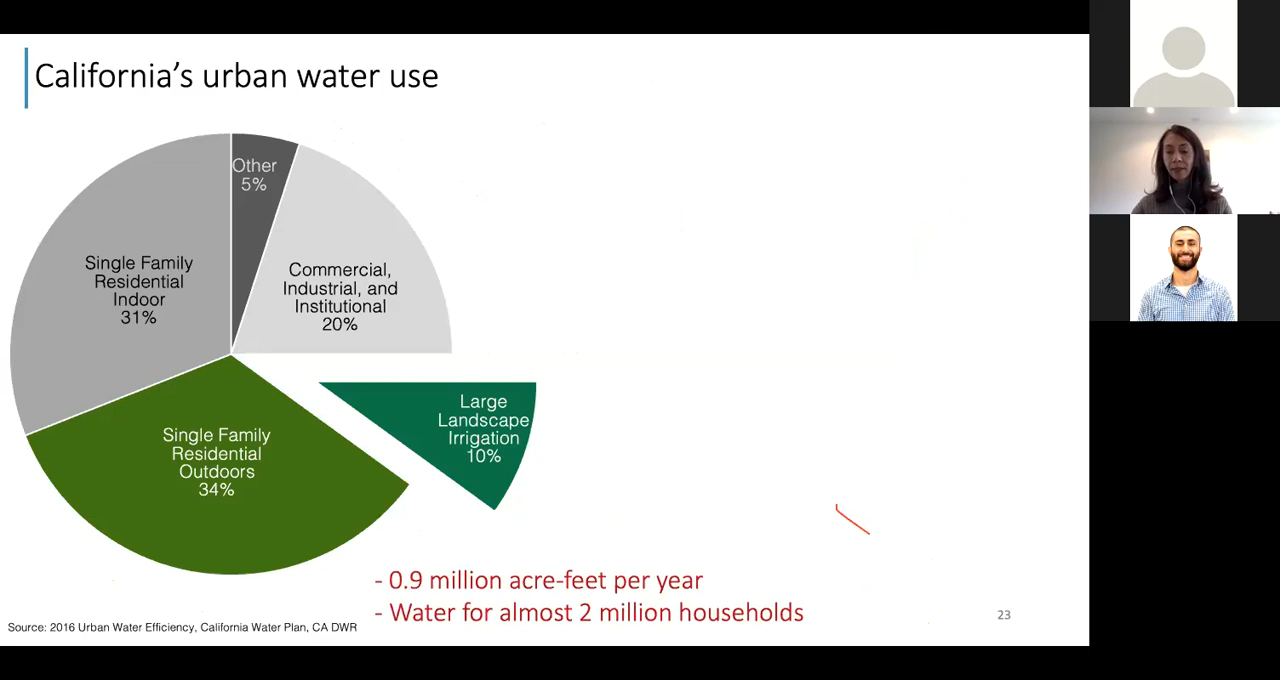 California's urban water use
Other
5%
Commercial,
Industrial, and
Institutional
20%
Single Family
Residential
Indoor
31%
Large
Landscape
Irrigation
10%
Single Family
Residential
Outdoors
34%
- 0.9 million acre-feet per year
- Water for almost 2 million households
Source: 2016 Urban Water Efficiency, California Water Plan, CA DWR
23